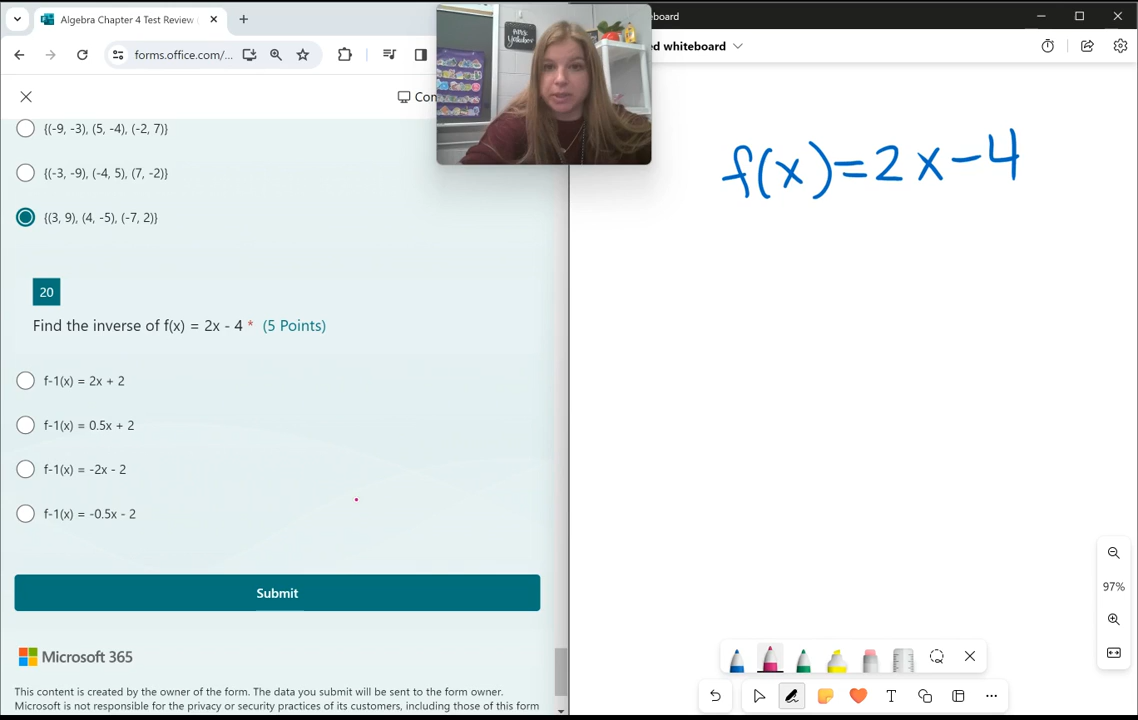 Algebra Chapter 4 Test Review
eboard
forms.office.com/...
ed whiteboard
Con
Mrs.
{(-9, -3), (5, -4), (-2, 7)}
{(-3, -9), (-4, 5), (7, -2)}
{(3, 9), (4, -5), (-7, 2)}
f(x)=2x-4
20
Find the inverse of f(x) = 2x - 4 * (5 Points)
f-1(x) = 2x + 2
f-1(x) = 0.5x + 2
f-1(x) = -2x - 2
f-1(x) = -0.5x - 2
97%
Submit
Microsoft 365
This content is created by the owner of the form. The data you submit will be sent to the form owner.
Microsoft is not responsible for the privacy or security practices of its customers, including those of this form